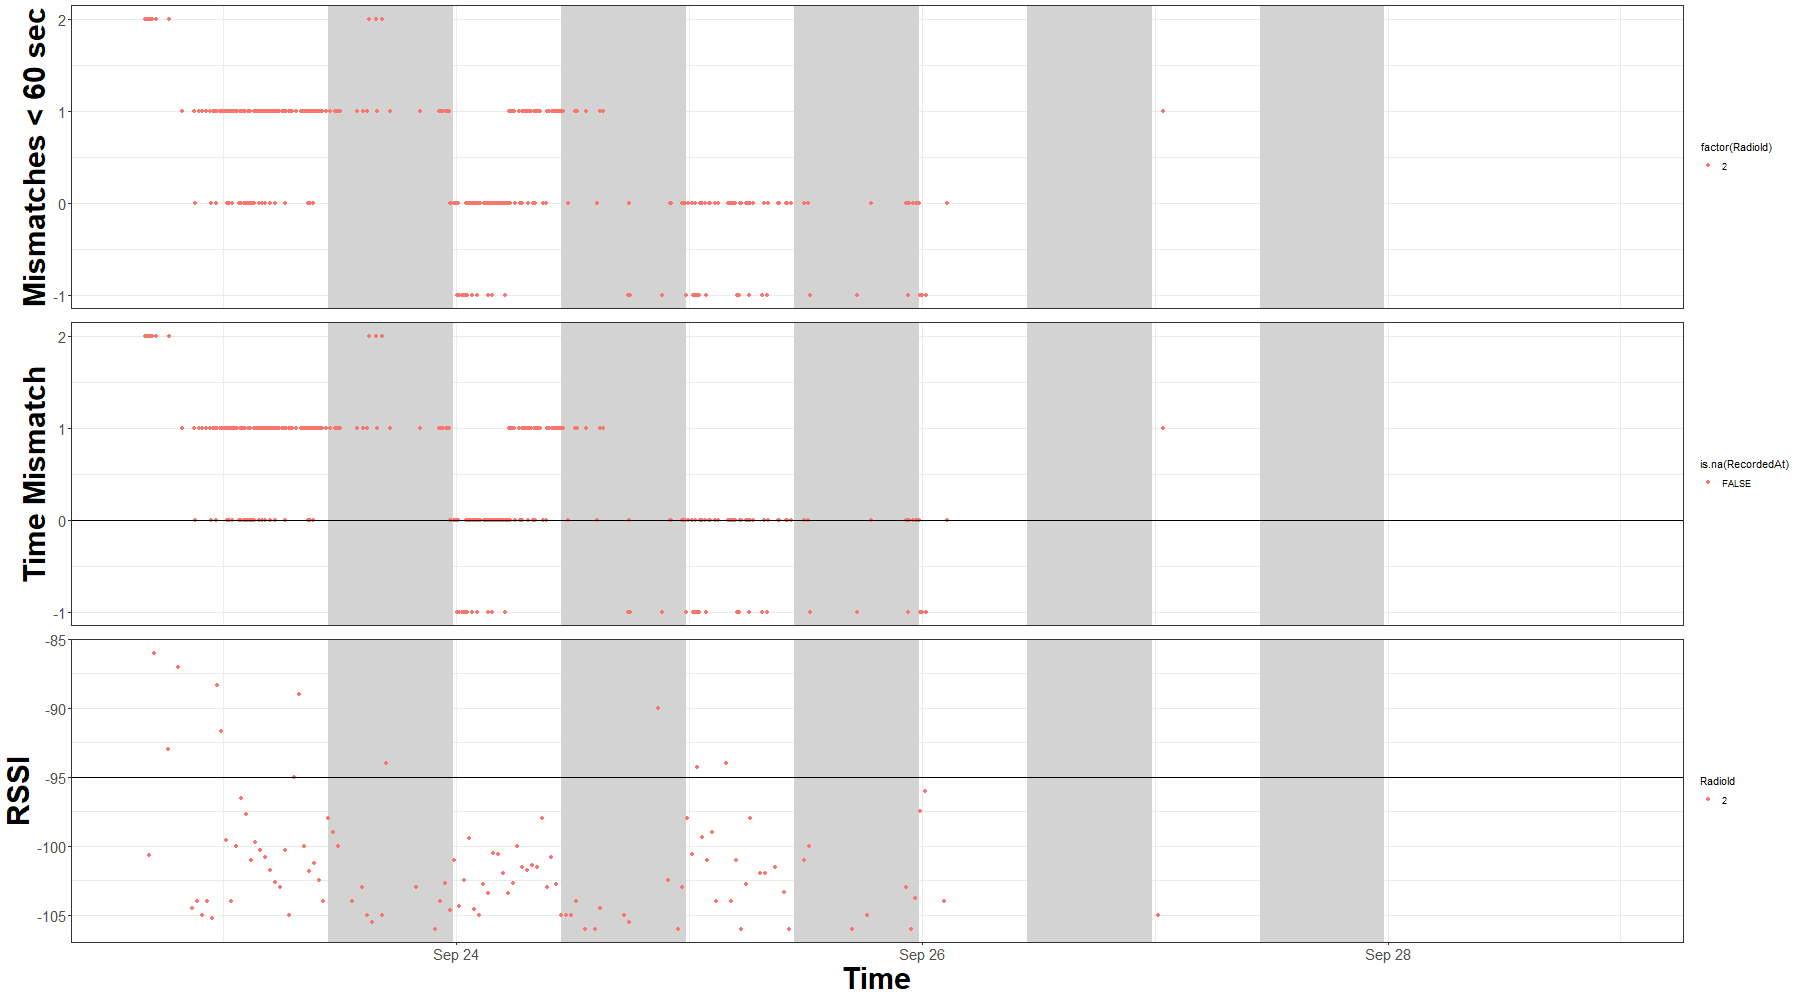 Mismatches < 60 sec
2
1
0
-1
factor(RadioId)
2
Time Mismatch
2
1
0
-1
is.na(RecordedAt)
FALSE
RSSI
-85
-90
-95
-100
-105
RadioId
2
Sep 24
Sep 26
Sep 28
Time